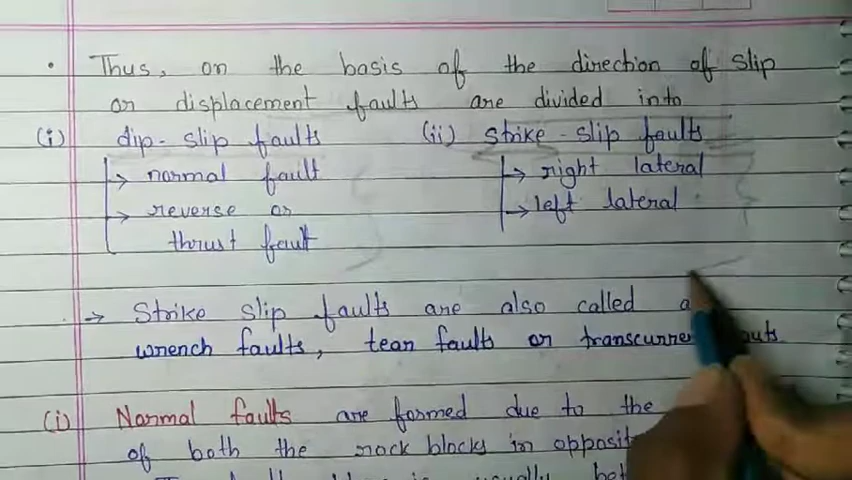 • Thus, on the basis of the direction of slip
or displacement faults are divided into
(i) dip-slip faults (ii) strike-slip faults
→ normal fault → right lateral
→ reverse or → left lateral
thrust fault
→ Strike slip faults are also called
wrench faults, tear faults or
(i) Normal faults are formed due to the
of both the rock blocks in
is usually